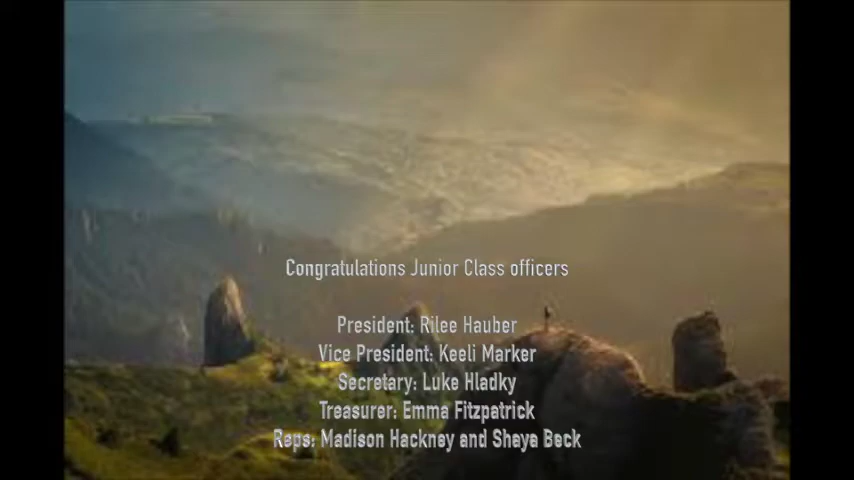 Congratulations Junior Class officers
President: Rilee Hauber
Vice President: Keeli Marker
Secretary: Luke Hladky
Treasurer: Emma Fitzpatrick
Reps: Madison Hackney and Shaya Beck